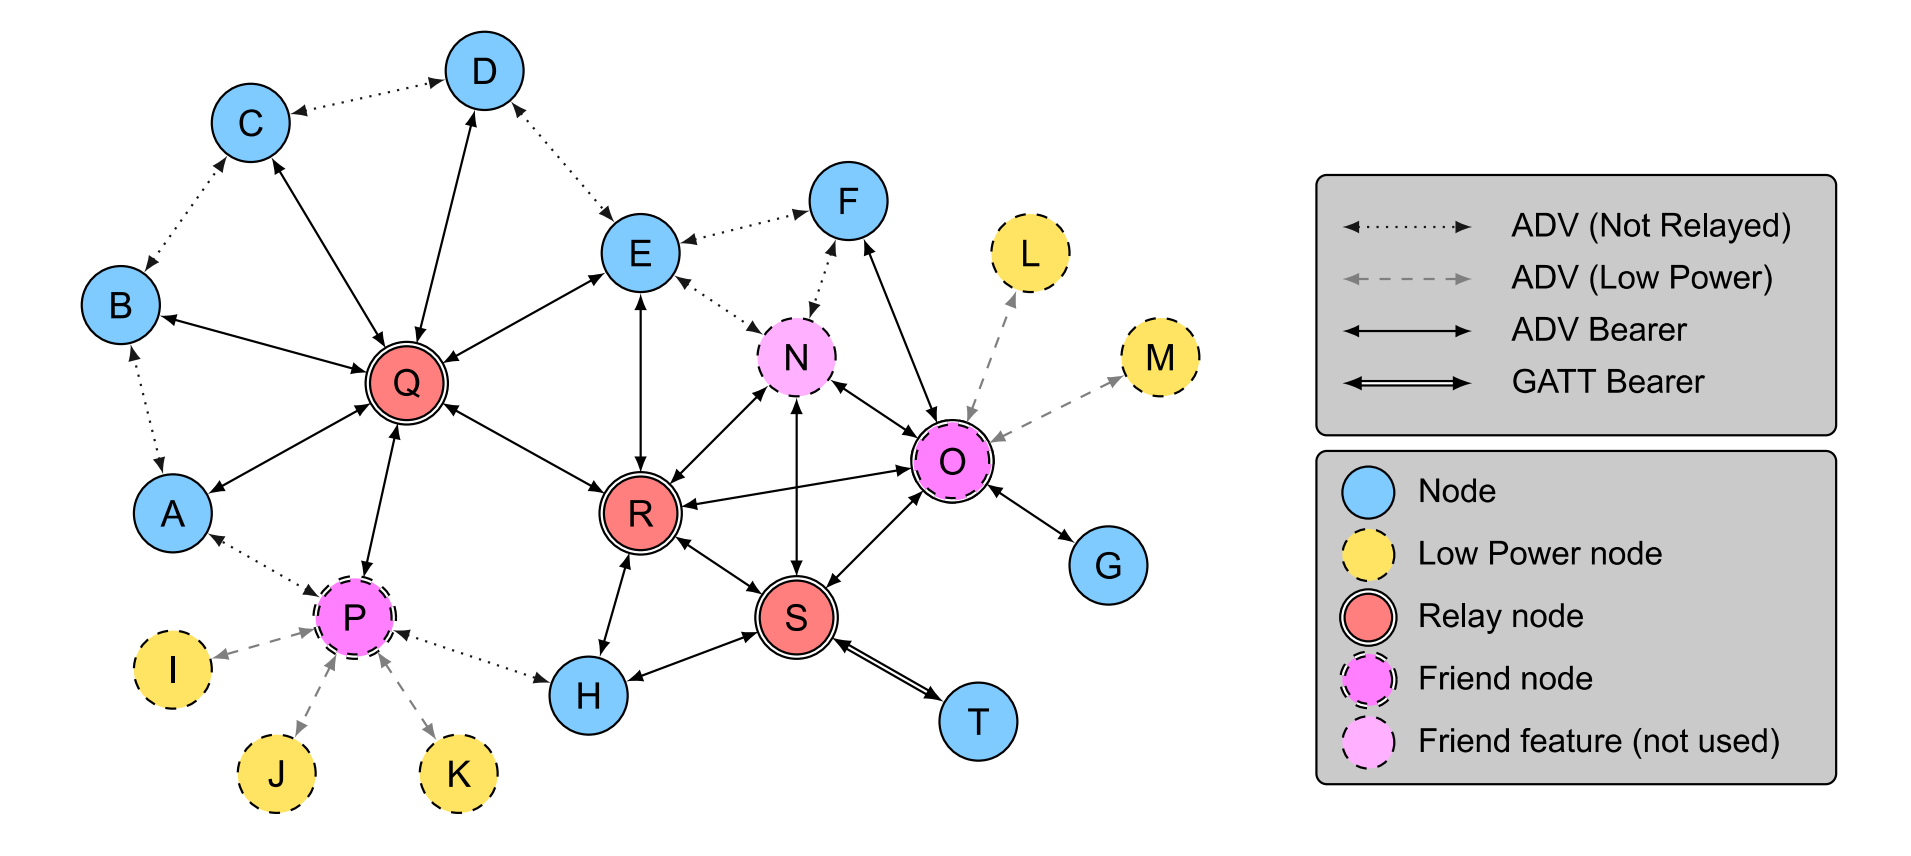 D
C
F
E
L
B
N
M
Q
O
A
R
G
P
S
I
H
T
J
K
ADV (Not Relayed)
ADV (Low Power)
ADV Bearer
GATT Bearer
Node
Low Power node
Relay node
Friend node
Friend feature (not used)